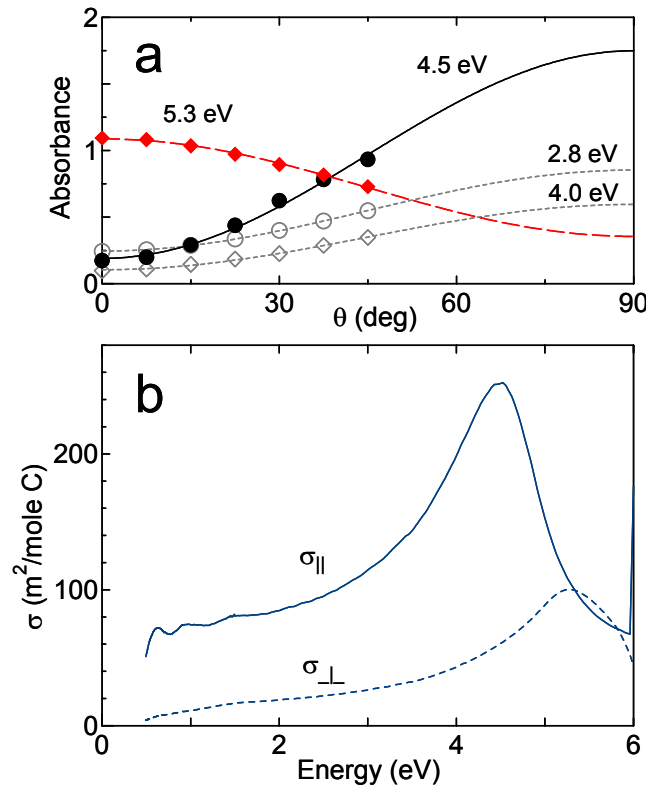 a
2
1
0
Absorbance
5.3 eV
4.5 eV
2.8 eV
4.0 eV
0 30 60 90
θ (deg)
b
200
100
0
σ (m²/mole C)
σ||
σ_|_
0 2 4 6
Energy (eV)